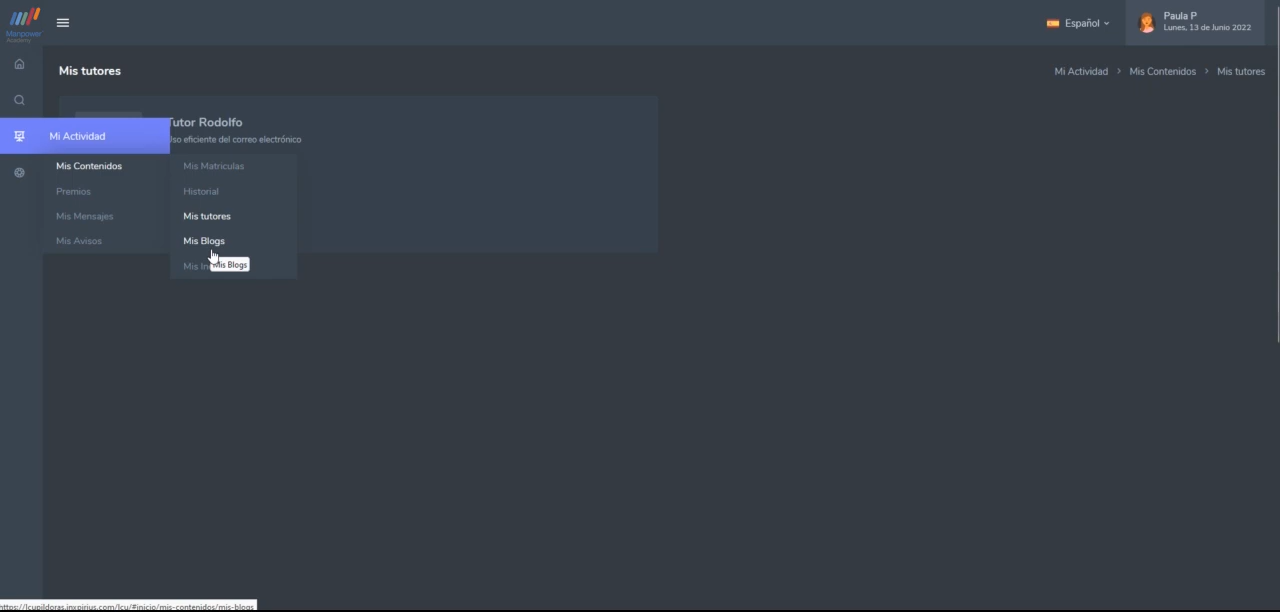 Manpower
Academy
Español
Paula P
Lunes, 13 de Junio 2022
Mis tutores
Mi Actividad > Mis Contenidos > Mis tutores
Tutor Rodolfo
Uso eficiente del correo electrónico
Mi Actividad
Mis Contenidos
Premios
Mis Mensajes
Mis Avisos
Mis Matriculas
Historial
Mis tutores
Mis Blogs
Mis
Mis Blogs
https://lcupildoras.inxpirius.com/lcu/#inicio/mis-contenidos/mis-blogs